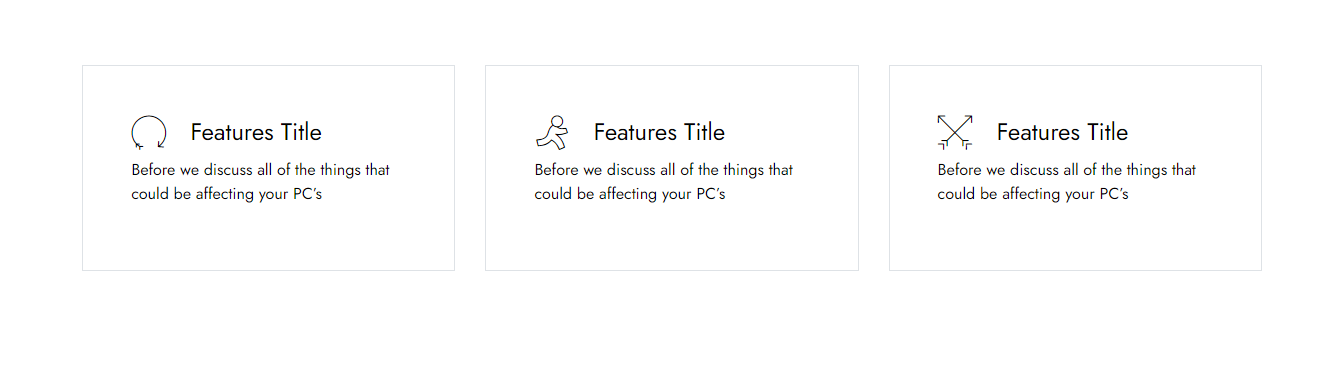 Features Title
Before we discuss all of the things that
could be affecting your PC's
Features Title
Before we discuss all of the things that
could be affecting your PC's
Features Title
Before we discuss all of the things that
could be affecting your PC's